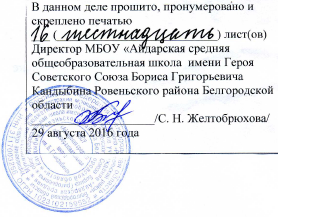 В данном деле прошито, пронумеровано и
скреплено печатью
16 (шестнадцать) лист(ов)
Директор МБОУ «Айдарская средняя
общеобразовательная школа имени Героя
Советского Союза Бориса Григорьевича
Кандыбина Ровеньского района Белгородской
области
/С. Н. Желтобрюхова/
29 августа 2016 года